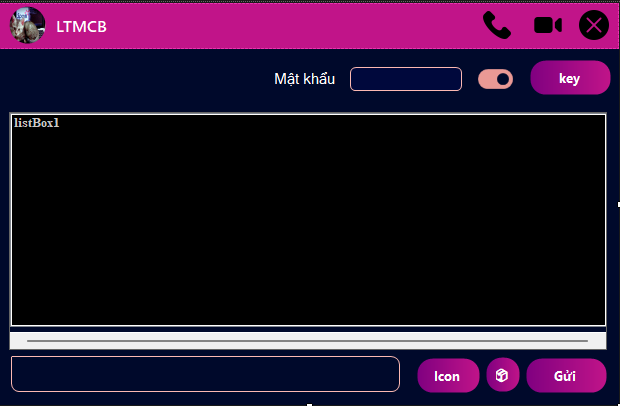 LTMCB
Mật khẩu
key
listBox1
Icon
Gửi